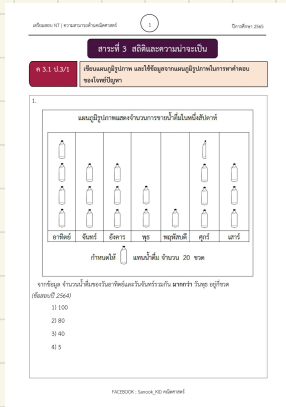 เตรียมสอบ NT | ความสามารถด้านคณิตศาสตร์
1
ปีการศึกษา 2565
สาระที่ 3 สถิติและความน่าจะเป็น
ค 3.1 ป.3/1
เขียนแผนภูมิรูปภาพ และใช้ข้อมูลจากแผนภูมิรูปภาพในการหาคำตอบ
ของโจทย์ปัญหา
1.
แผนภูมิรูปภาพแสดงจำนวนการขายน้ำดื่มในหนึ่งสัปดาห์
อาทิตย์ จันทร์ อังคาร พุธ พฤหัสบดี ศุกร์ เสาร์
กำหนดให้ แทนน้ำดื่ม จำนวน 20 ขวด
จากข้อมูล จำนวนน้ำดื่มของวันอาทิตย์และวันจันทร์รวมกัน มากกว่า วันพุธ อยู่กี่ขวด
(ข้อสอบปี 2564)
1) 100
2) 80
3) 40
4) 5
FACEBOOK : Sanook_KID คณิตศาสตร์